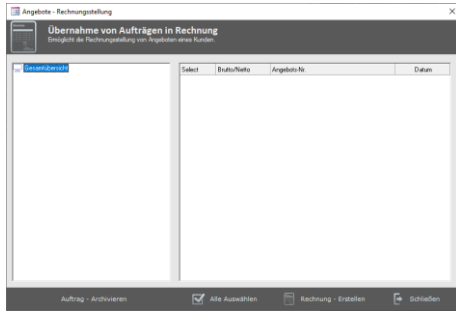 Angebote - Rechnungsstellung
Übernahme von Aufträgen in Rechnung
Ermöglicht die Rechnungsstellung von Angeboten eines Kunden.
Gesamtübersicht
Select Brutto/Netto Angebots-Nr. Datum
Auftrag - Archivieren Alle Auswählen Rechnung - Erstellen Schließen